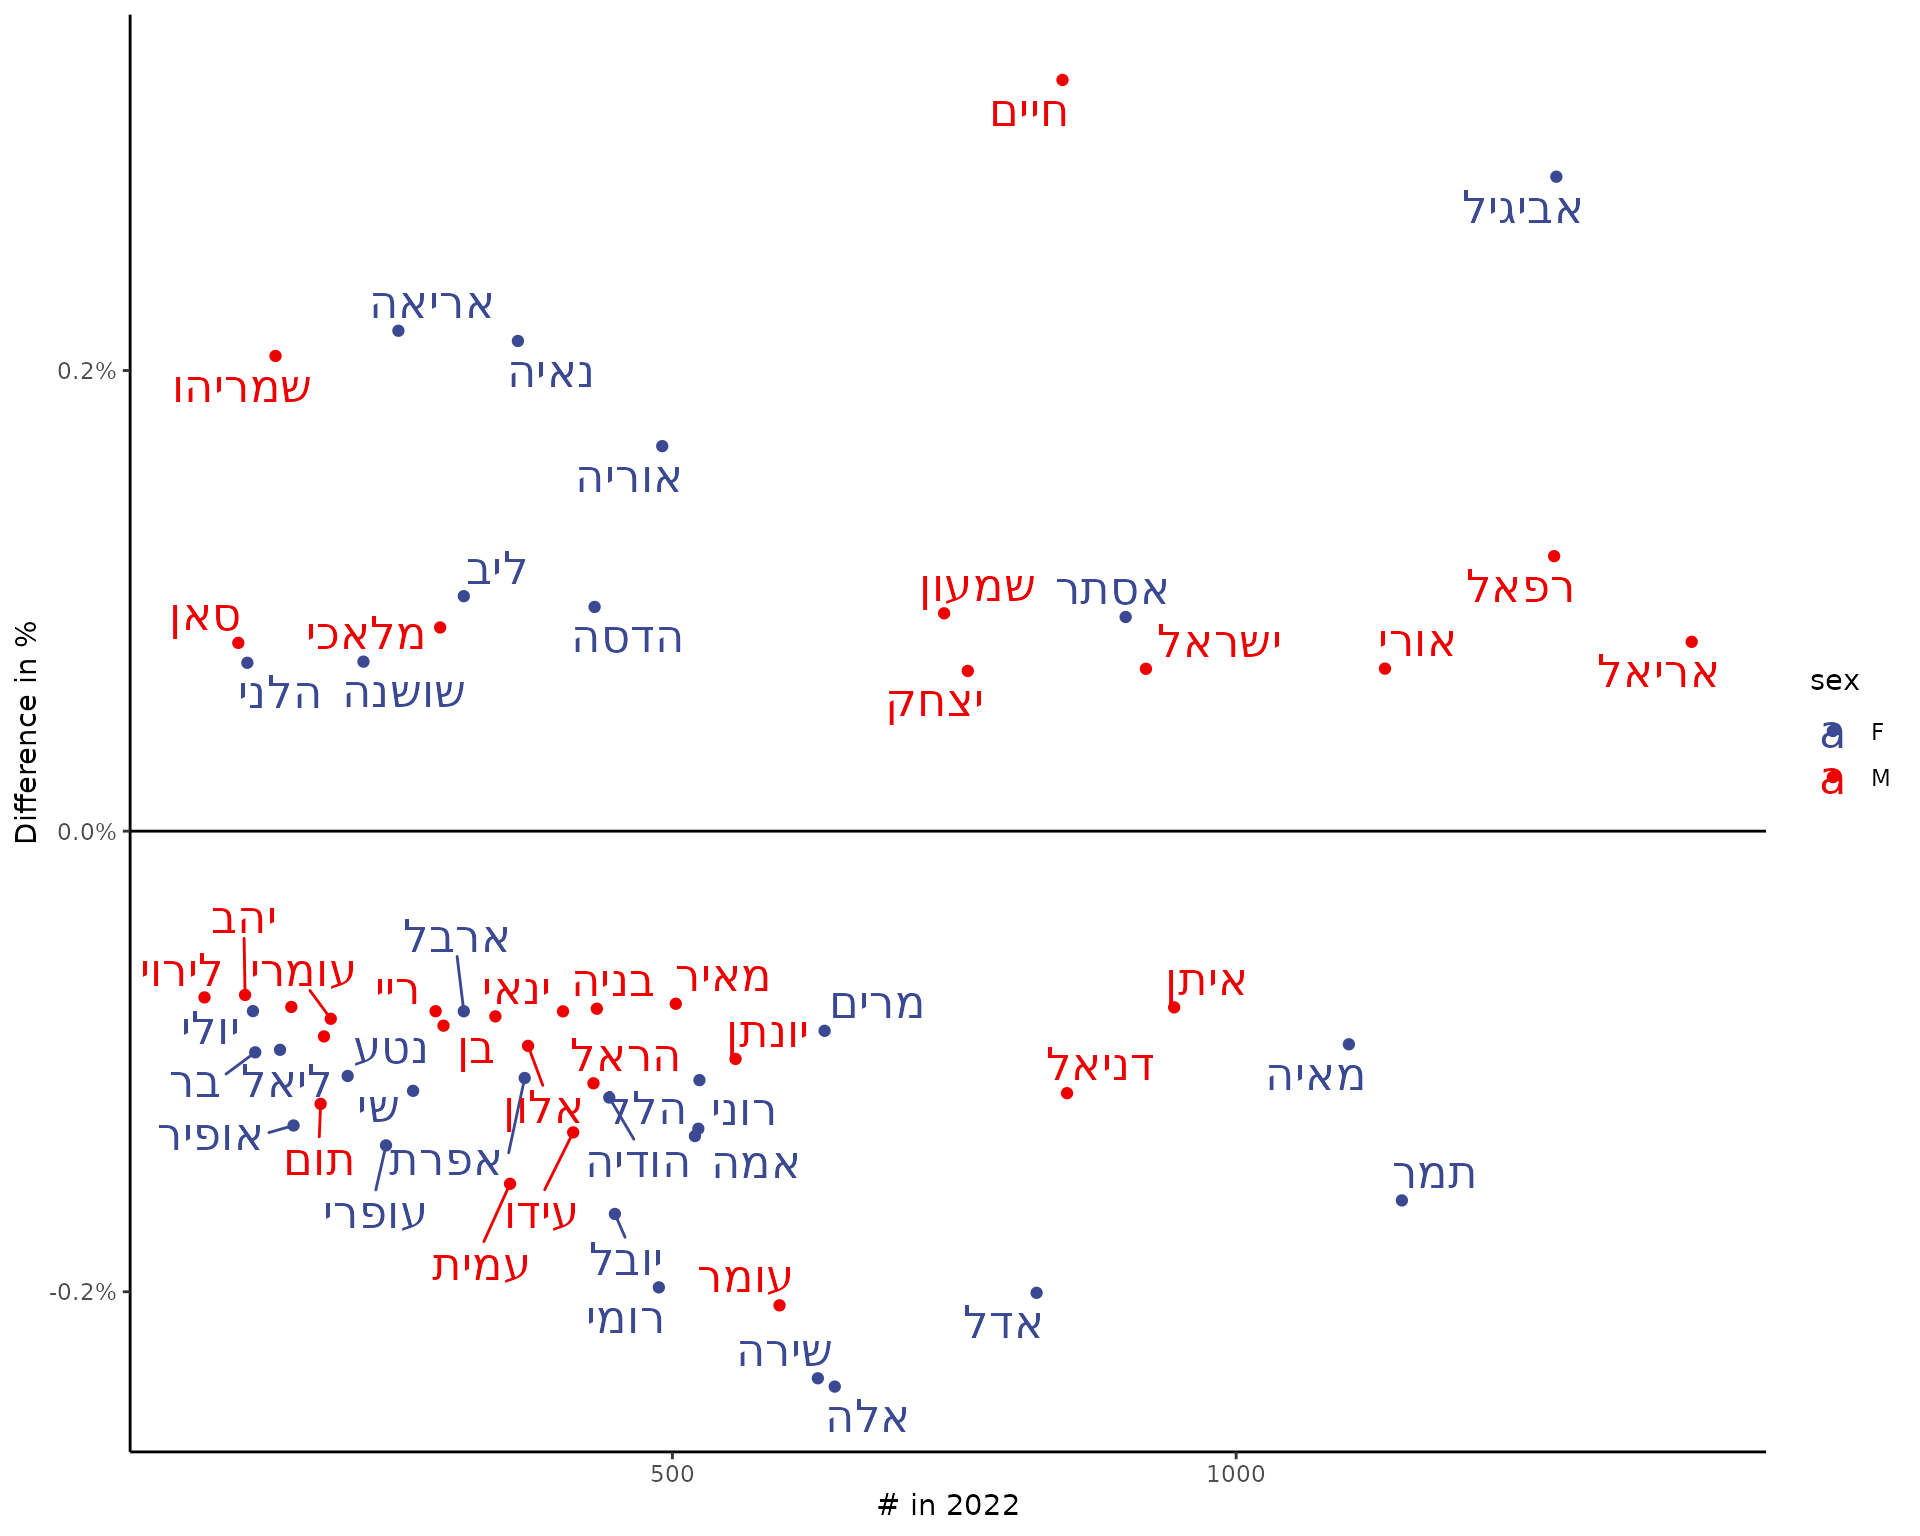 חיים
אביגיל
אריאה
נאיה
0.2%
שמריהו
אוריה
ליב
רפאל
שמעון
אסתר
סאן
מלאכי
הדסה
ישראל
אורי
אריאל
הלני
שושנה
יצחק
sex
a F
a M
Difference in %
0.0%
יהב
ארבל
לירוי
עומרי
ריי
ינאי
בניה
מאיר
איתן
מרים
יולי
נטע
בן
הראל
יונתן
דניאל
מאיה
בר
ליאל
שי
אלון
הלל
רוני
אופיר
תום
אפרת
הודיה
אמה
תמר
עופרי
עידו
עמית
יובל
עומר
-0.2%
רומי
אדל
שירה
אלה
500
1000
# in 2022